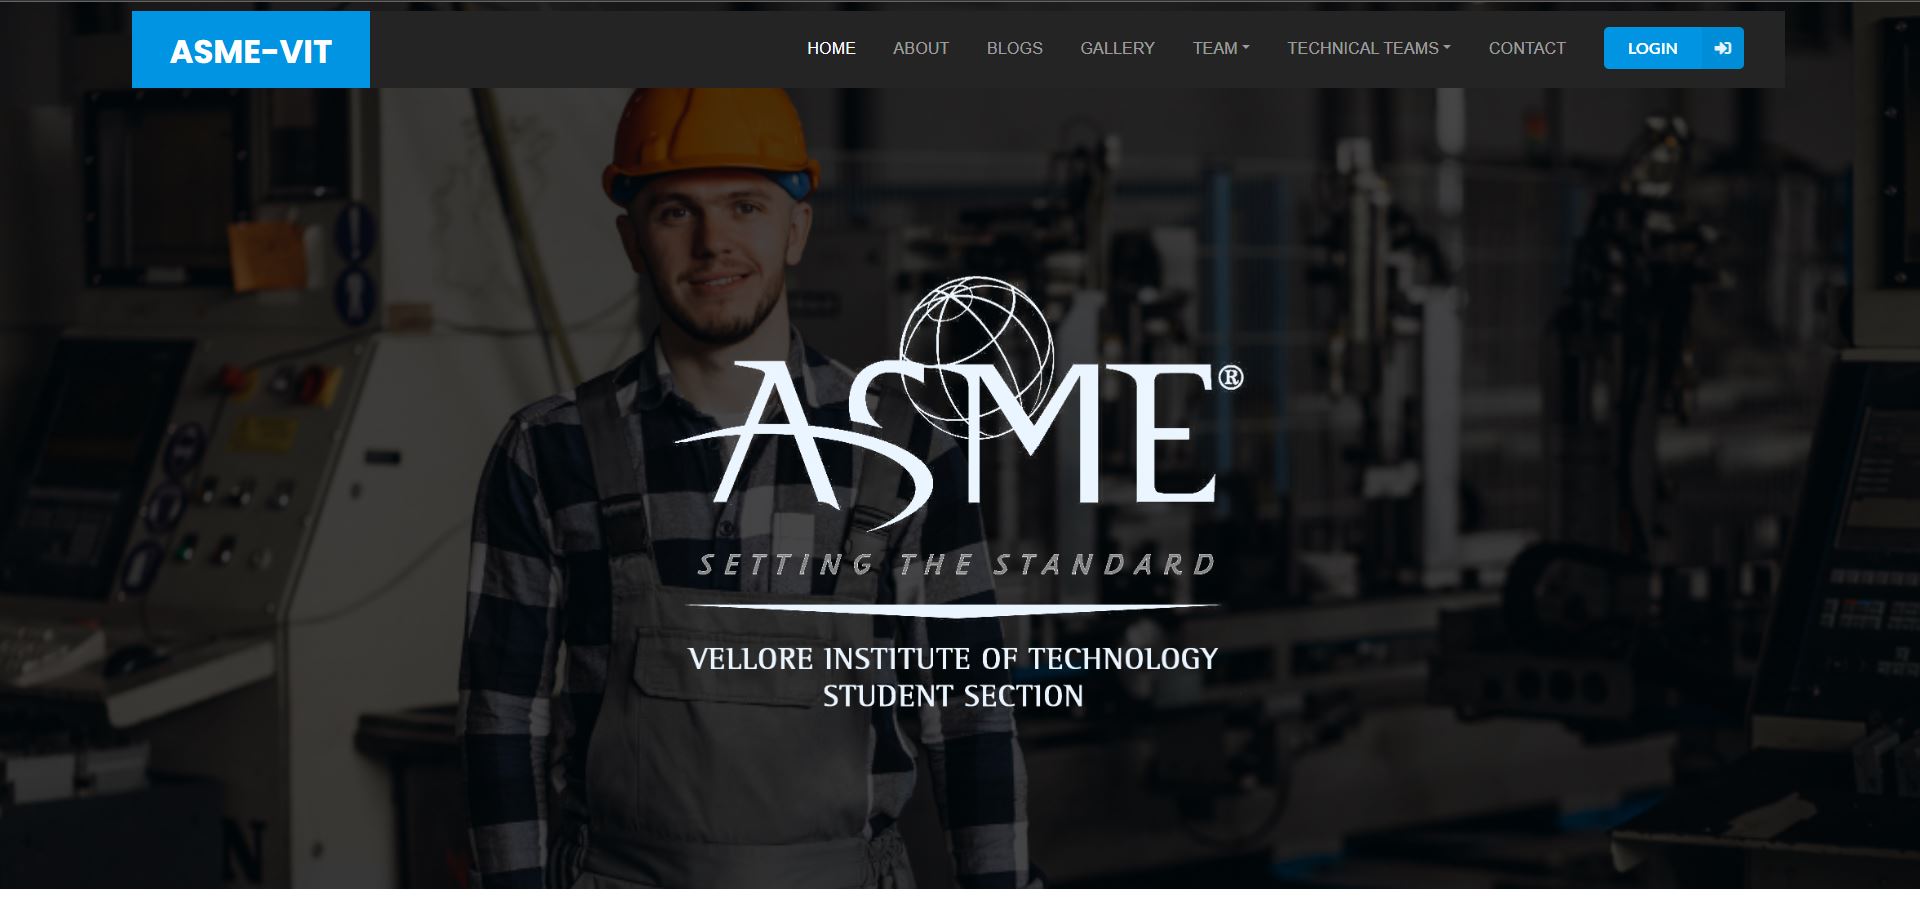 ASME-VIT
HOME ABOUT BLOGS GALLERY TEAM TECHNICAL TEAMS CONTACT LOGIN
ASME®
SETTING THE STANDARD
VELLORE INSTITUTE OF TECHNOLOGY
STUDENT SECTION